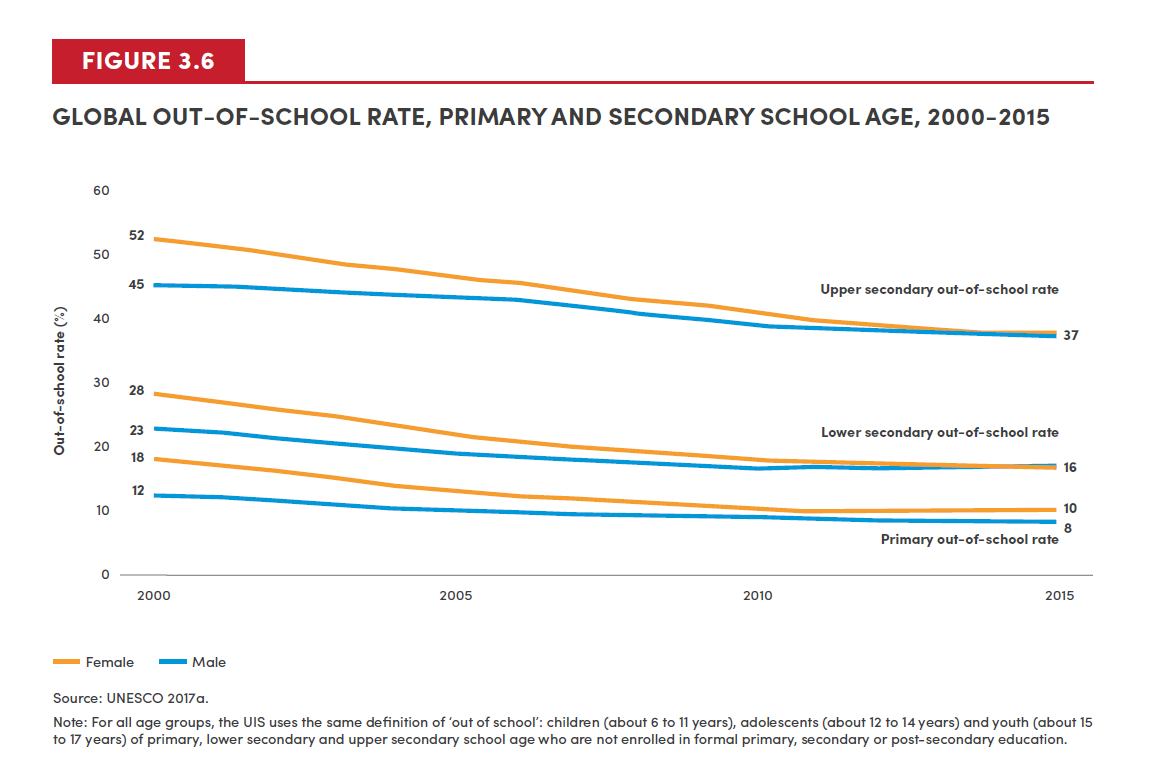 FIGURE 3.6
GLOBAL OUT-OF-SCHOOL RATE, PRIMARY AND SECONDARY SCHOOL AGE, 2000-2015
Out-of-school rate (%)
60
50
40
30
20
10
0
52
45
28
23
18
12
Upper secondary out-of-school rate
37
Lower secondary out-of-school rate
16
10
8
Primary out-of-school rate
2000 2005 2010 2015
Female Male
Source: UNESCO 2017a.
Note: For all age groups, the UIS uses the same definition of ‘out of school’: children (about 6 to 11 years), adolescents (about 12 to 14 years) and youth (about 15
to 17 years) of primary, lower secondary and upper secondary school age who are not enrolled in formal primary, secondary or post-secondary education.